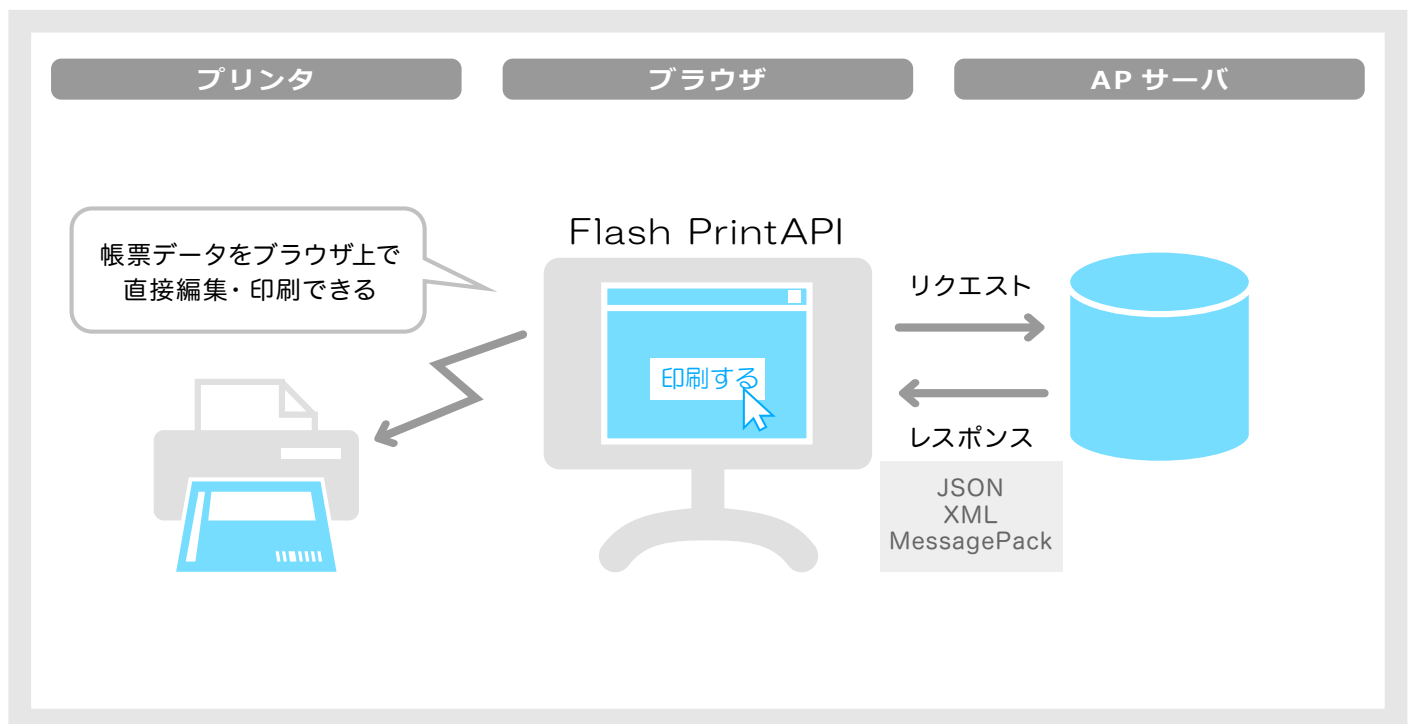 プリンタ
ブラウザ
AP サーバ
帳票データをブラウザ上で
直接編集・印刷できる
Flash PrintAPI
印刷する
リクエスト
レスポンス
JSON
XML
MessagePack